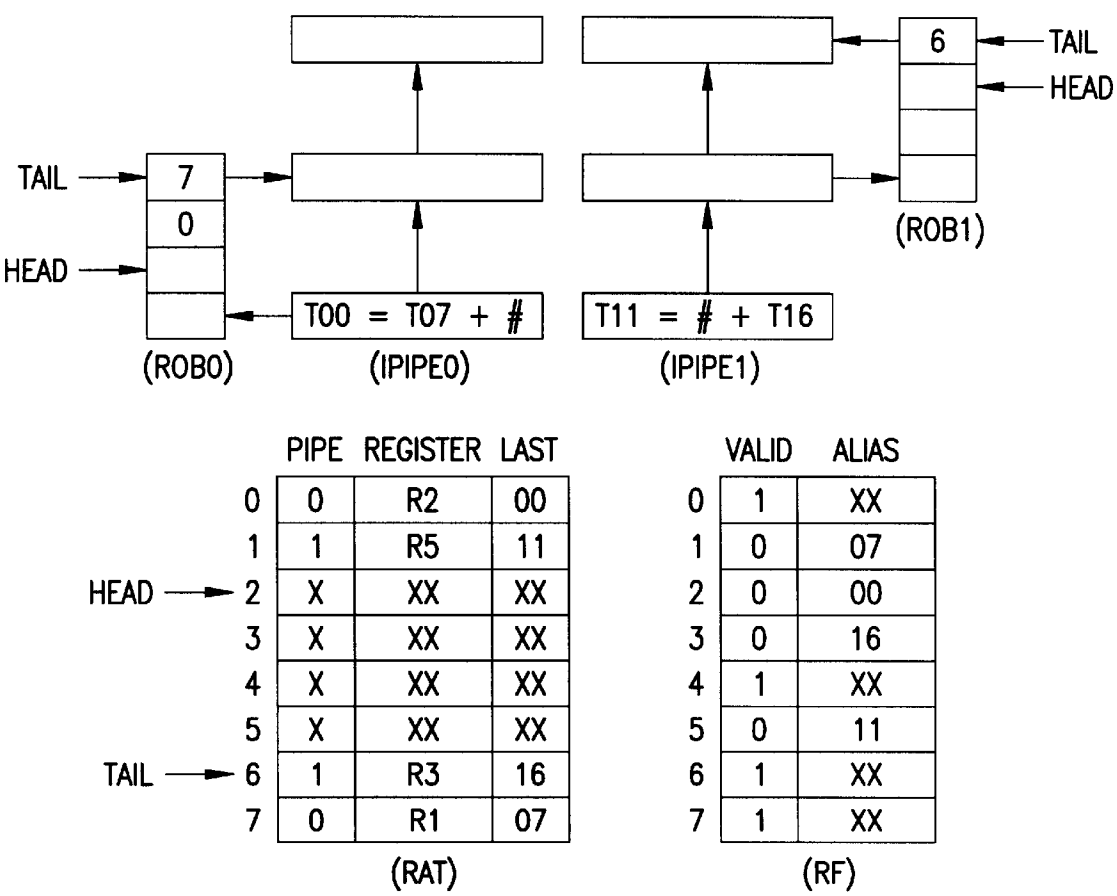 6 TAIL
HEAD
TAIL 7
0
(ROB1)
HEAD
T00 = T07 + # T11 = # + T16
(ROB0) (IPIPE0) (IPIPE1)
PIPE REGISTER LAST VALID ALIAS
0 0 R2 00 0 1 XX
1 1 R5 11 1 0 07
HEAD 2 X XX XX 2 0 00
3 X XX XX 3 0 16
4 X XX XX 4 1 XX
5 X XX XX 5 0 11
TAIL 6 1 R3 16 6 1 XX
7 0 R1 07 7 1 XX
(RAT) (RF)